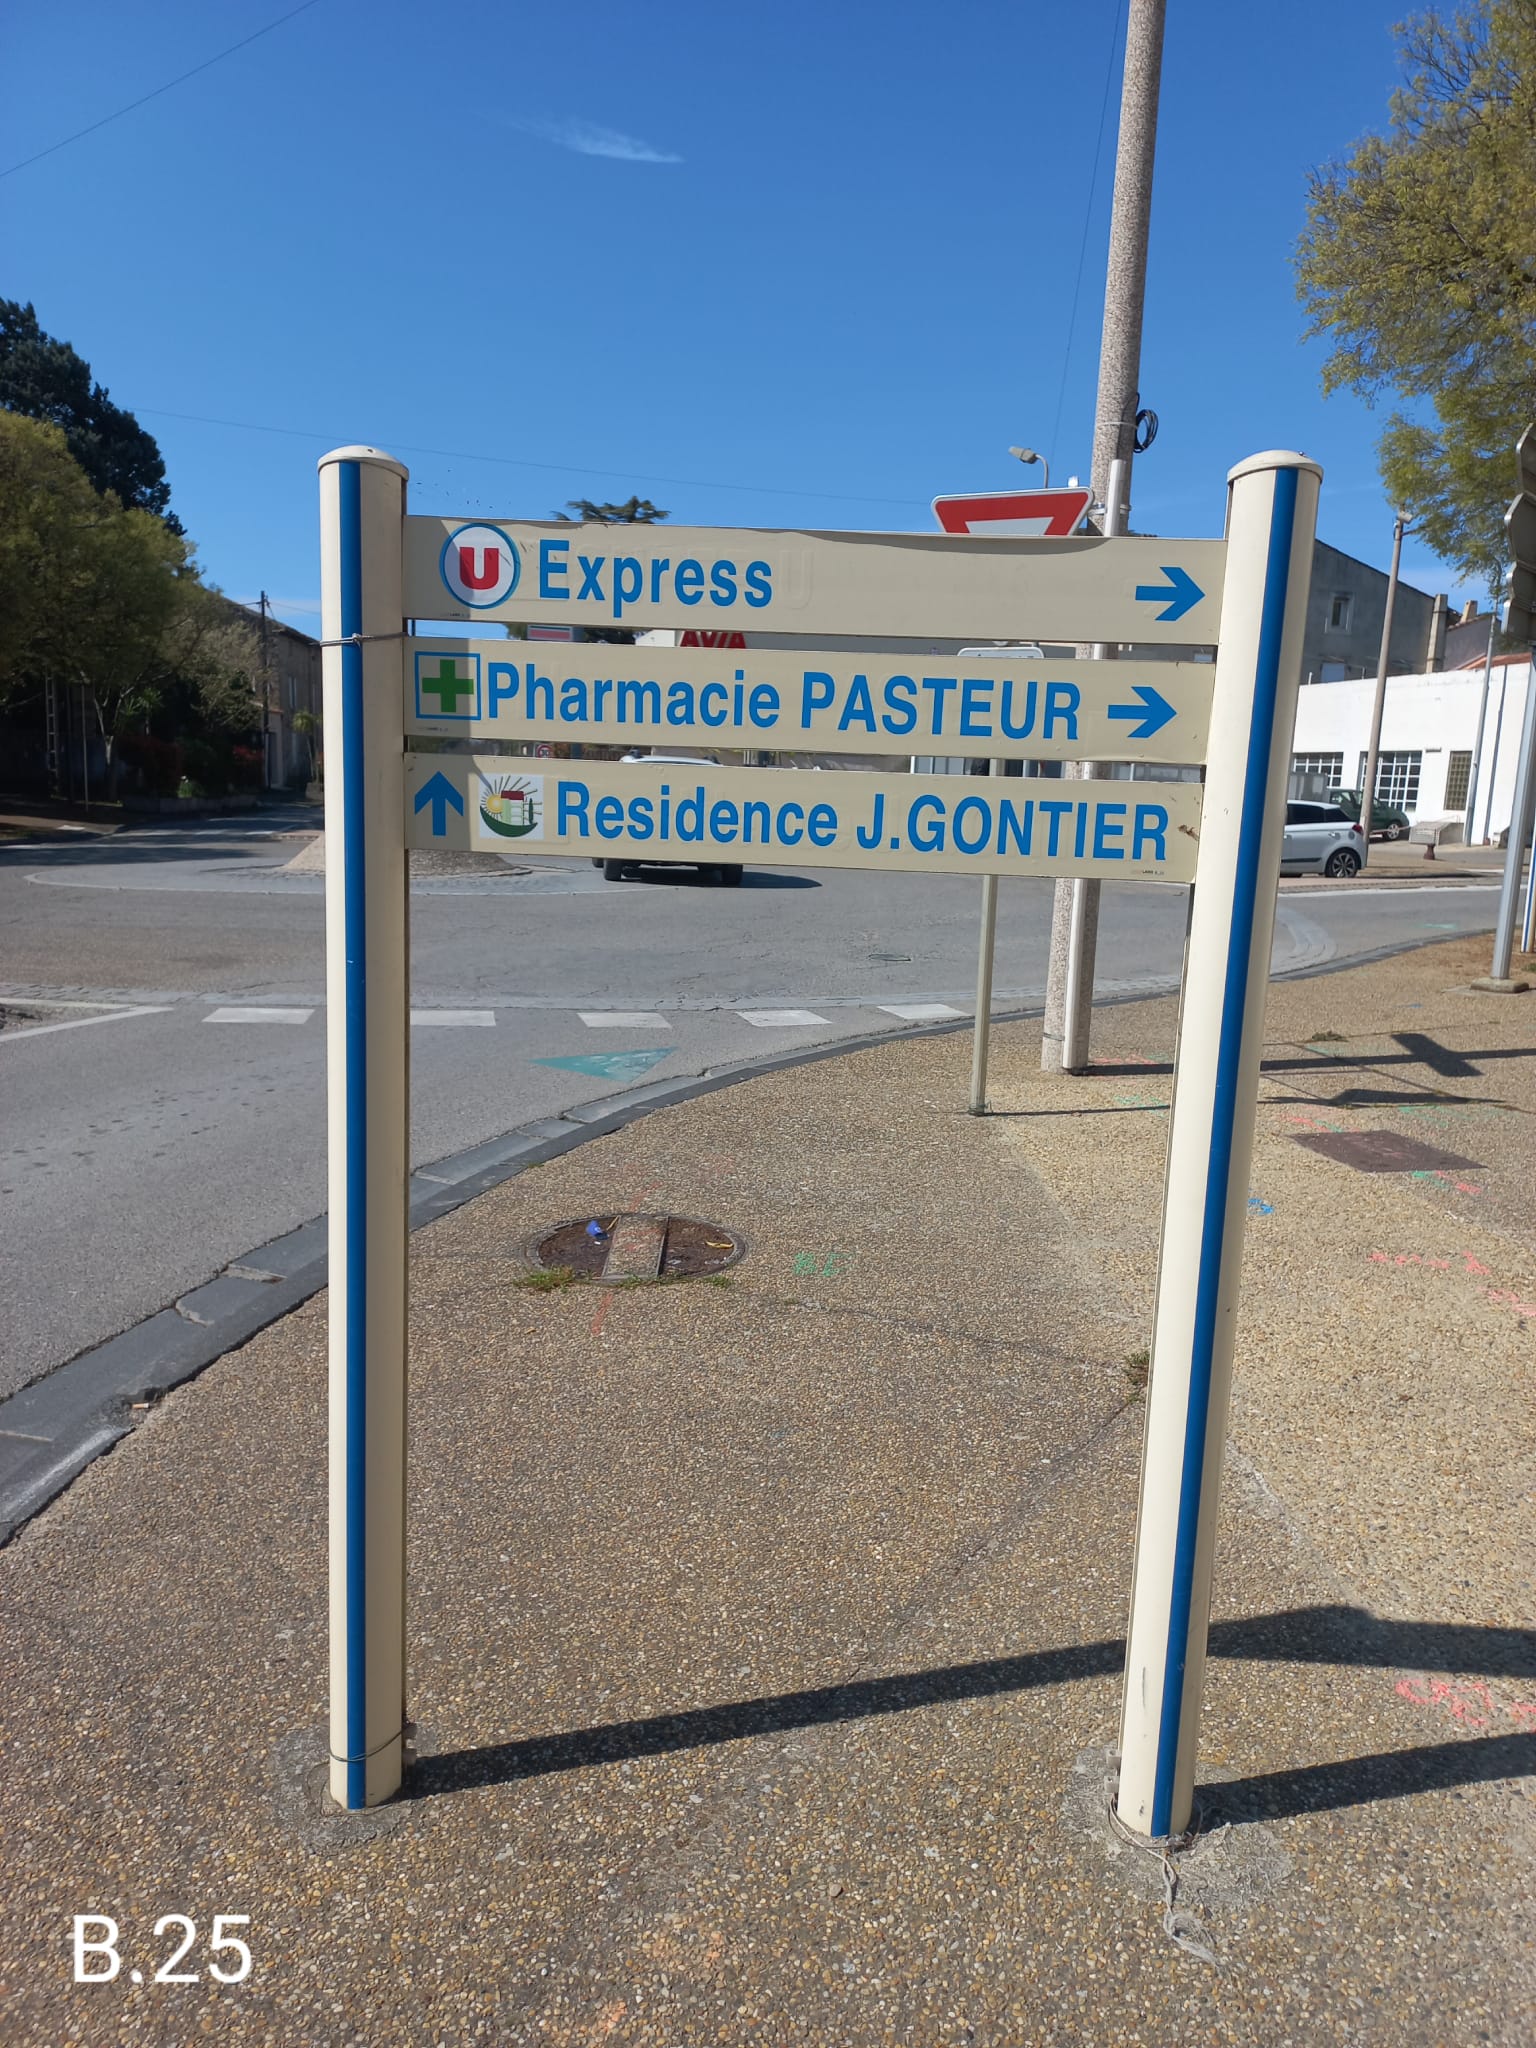 U Express
Pharmacie PASTEUR
Residence J.GONTIER
AVIA
B.25